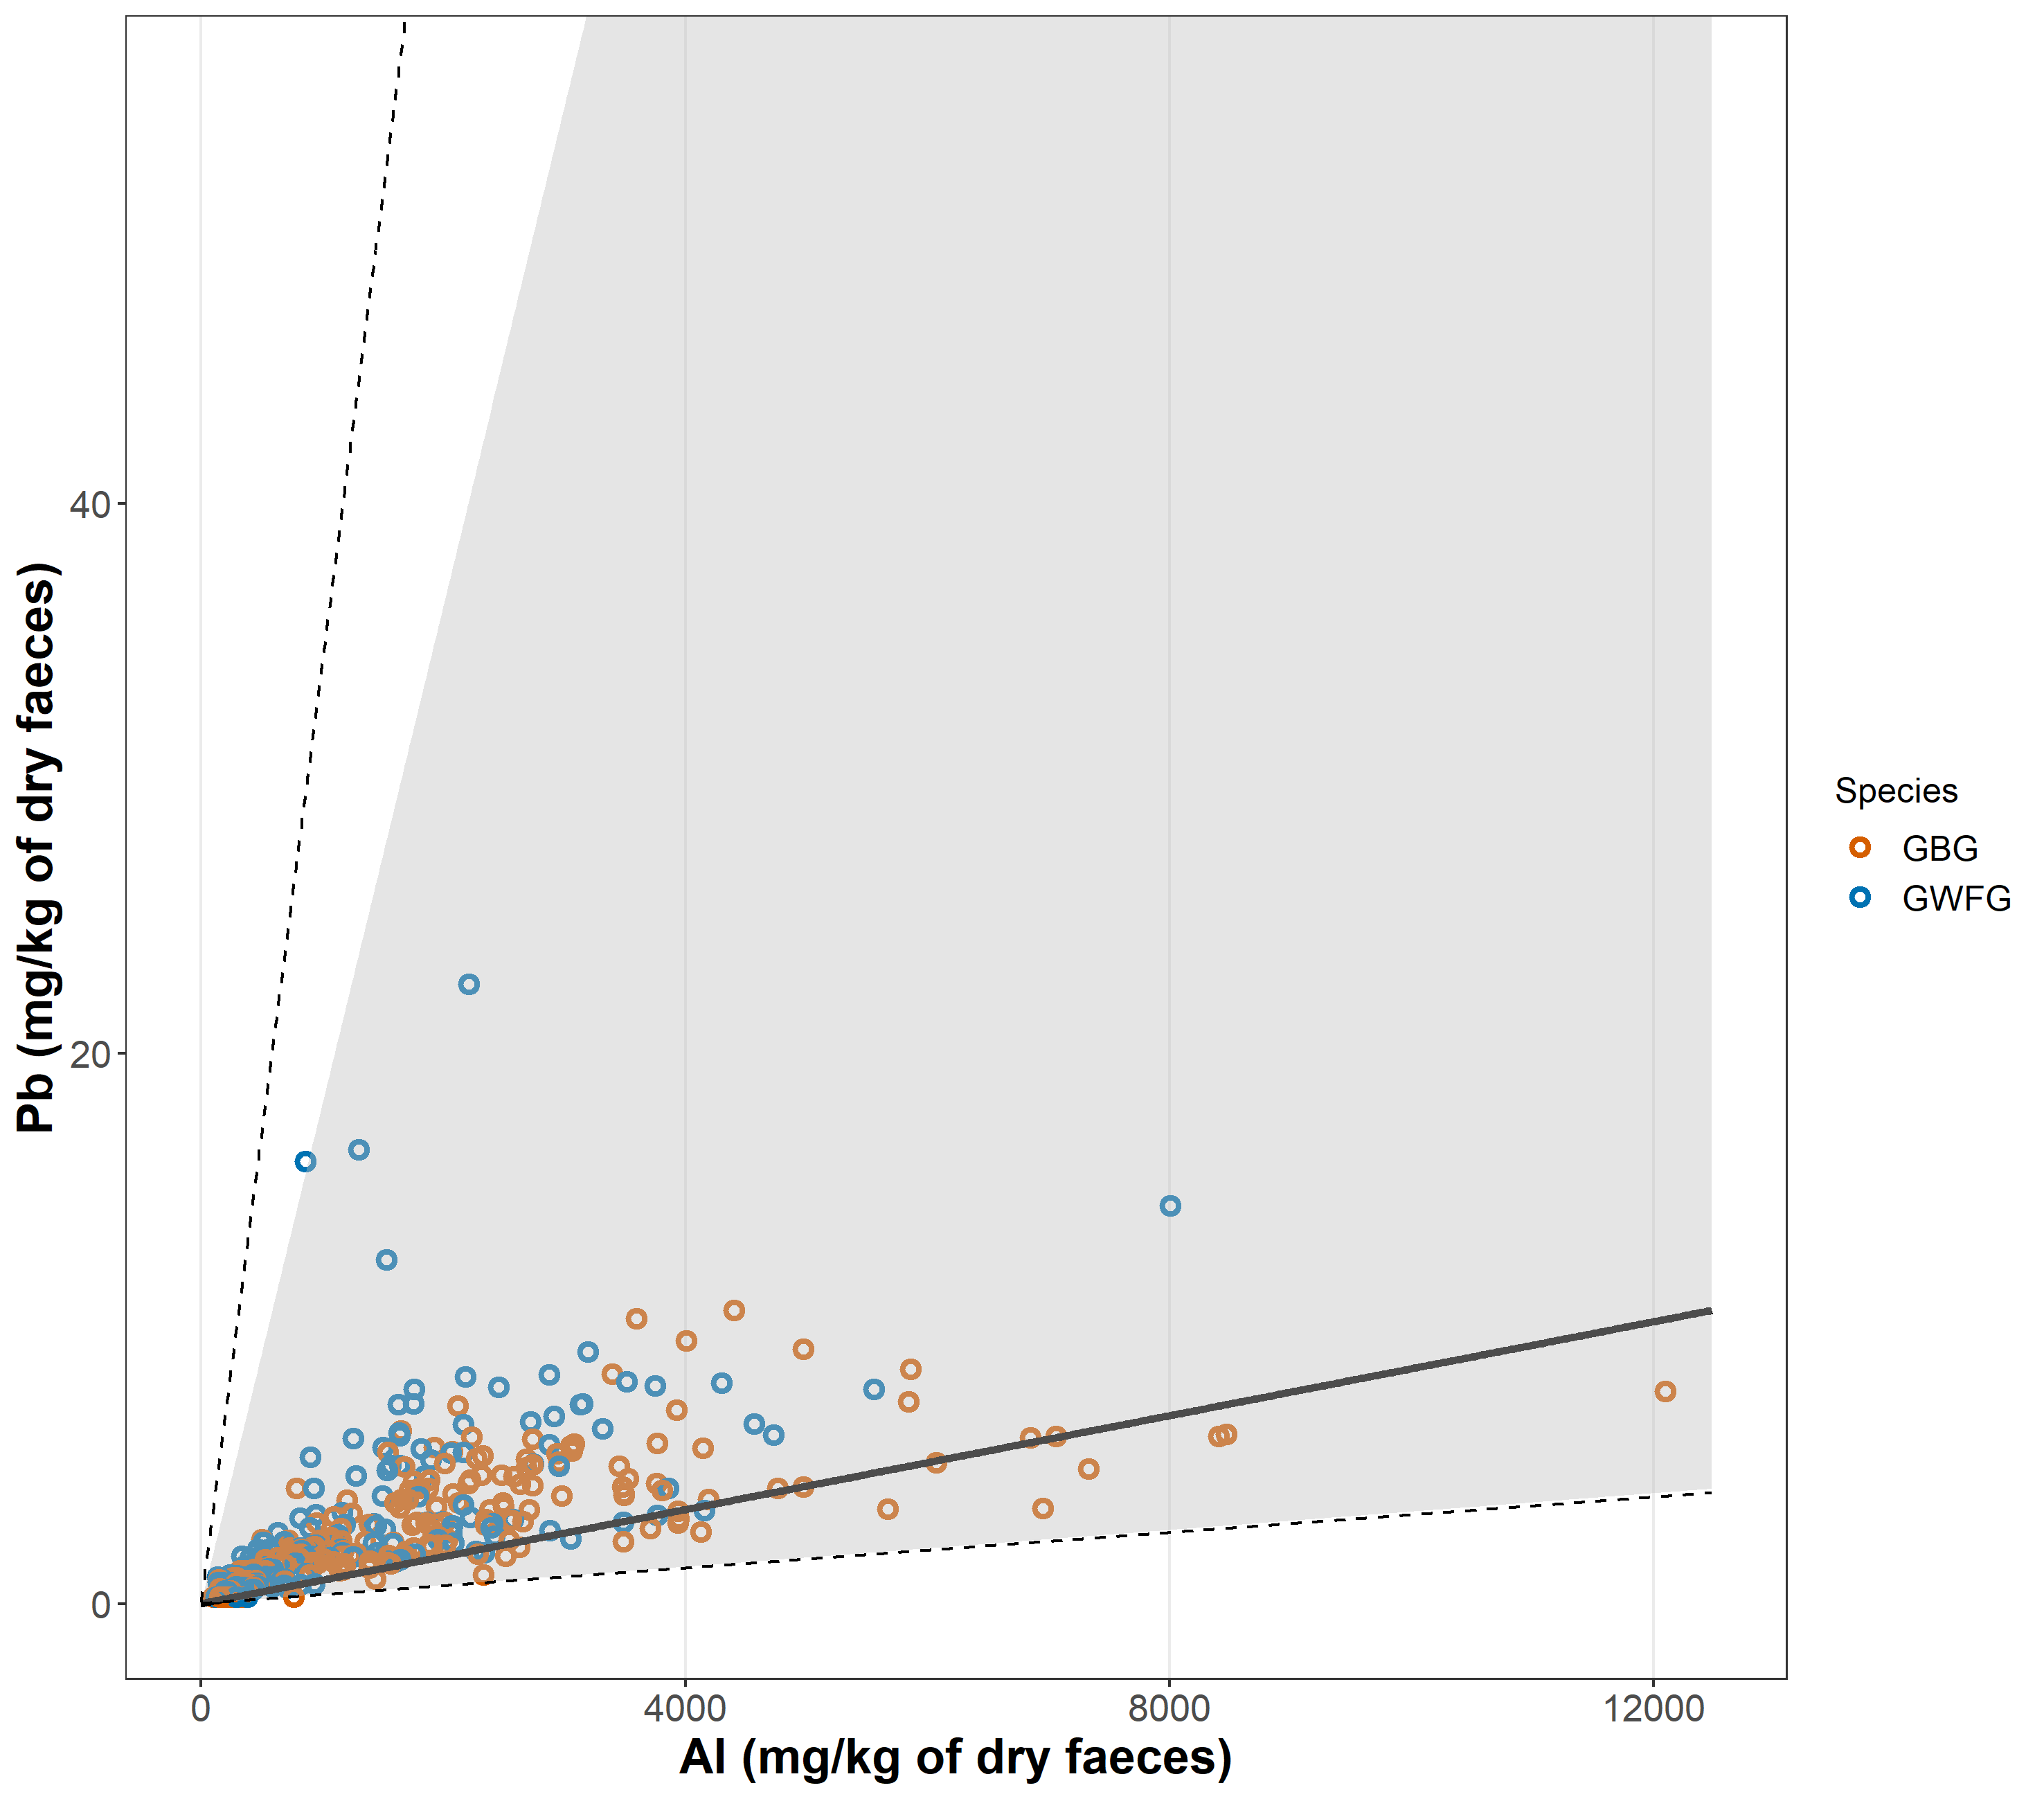 Pb (mg/kg of dry faeces)
40
20
0
0 4000 8000 12000
Al (mg/kg of dry faeces)
Species
GBG
GWFG